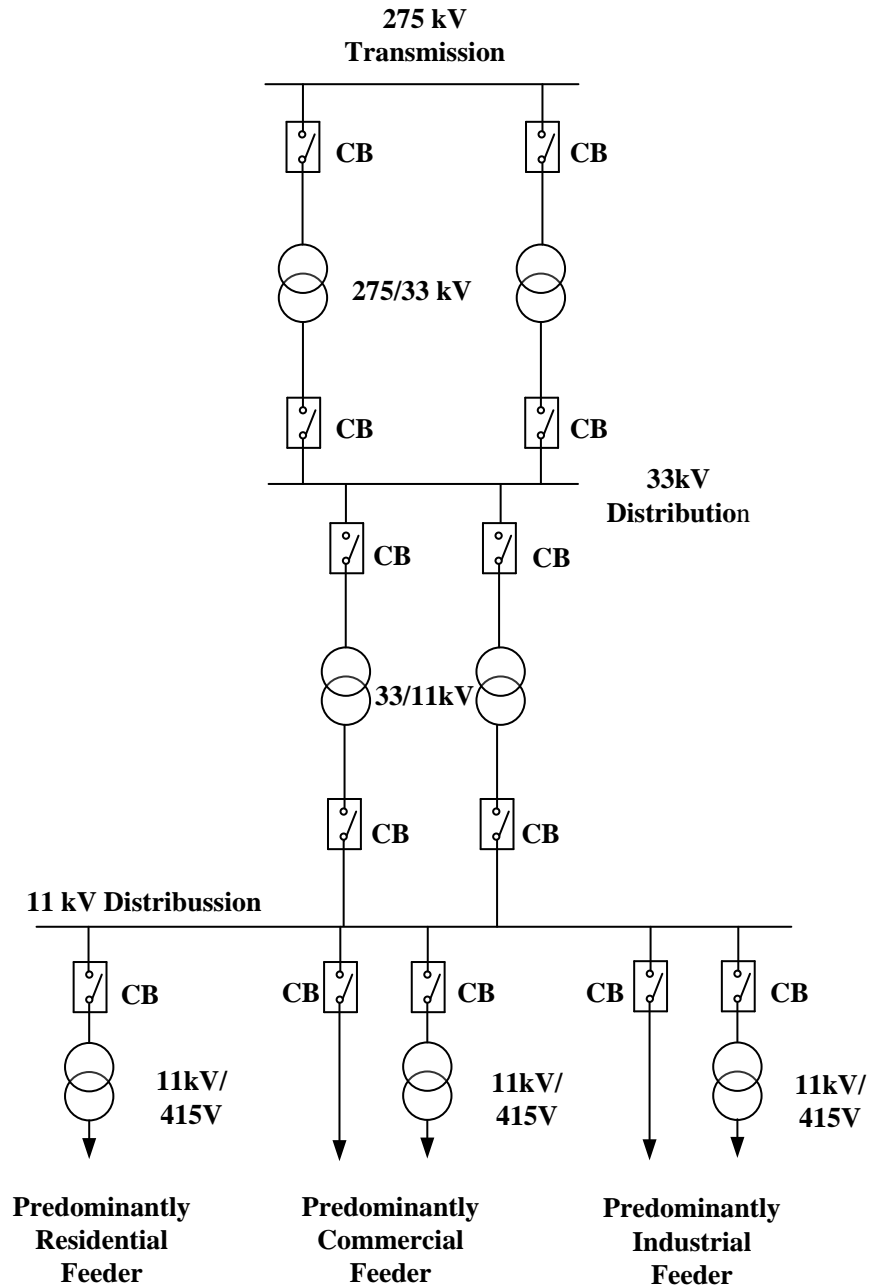 275 kV
Transmission
CB
CB
275/33 kV
CB
CB
33kV
Distribution
CB
CB
33/11kV
CB
CB
11 kV Distribussion
CB
CB
CB
CB
CB
11kV/
415V
11kV/
415V
11kV/
415V
Predominantly
Residential
Feeder
Predominantly
Commercial
Feeder
Predominantly
Industrial
Feeder